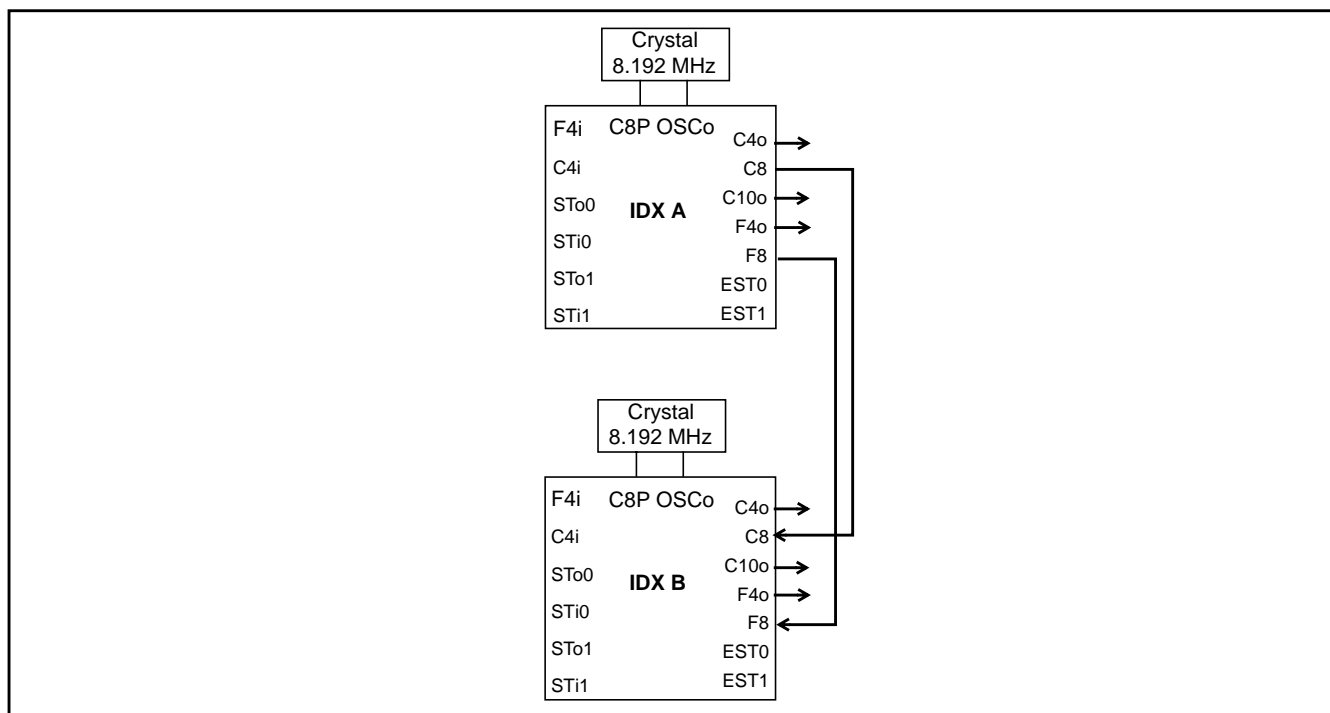 Crystal
8.192 MHz
C8P OSCo
F4i
C4i
STo0
STi0
STo1
STi1
IDX A
C4o
C8
C10o
F4o
F8
EST0
EST1
Crystal
8.192 MHz
C8P OSCo
F4i
C4i
STo0
STi0
STo1
STi1
IDX B
C4o
C8
C10o
F4o
F8
EST0
EST1